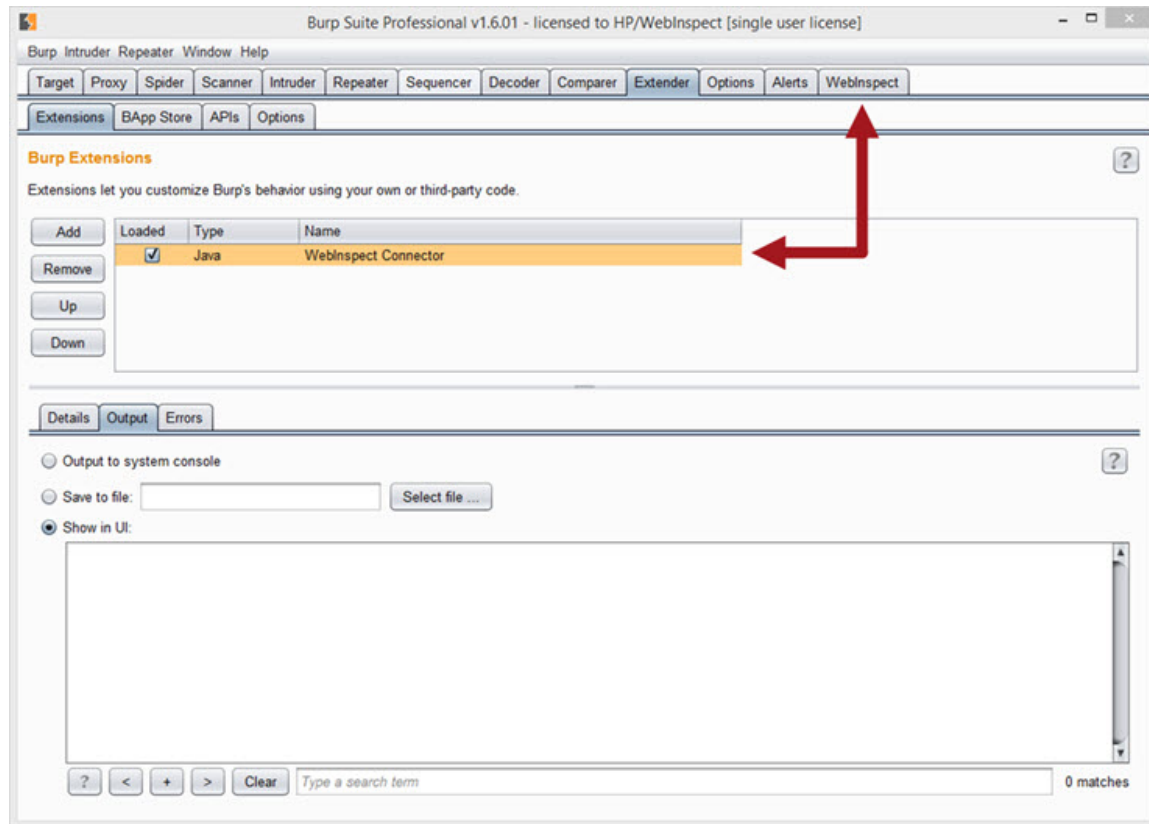 Burp Suite Professional v1.6.01 - licensed to HP/WebInspect [single user license]
Burp Intruder Repeater Window Help
Target Proxy Spider Scanner Intruder Repeater Sequencer Decoder Comparer Extender Options Alerts WebInspect
Extensions BApp Store APIs Options
Burp Extensions
?
Extensions let you customize Burp's behavior using your own or third-party code.
Add
Loaded Type Name
Java WebInspect Connector
Remove
Up
Down
Details Output Errors
Output to system console
?
Save to file: Select file ...
Show in UI:
? < + > Clear Type a search term 0 matches